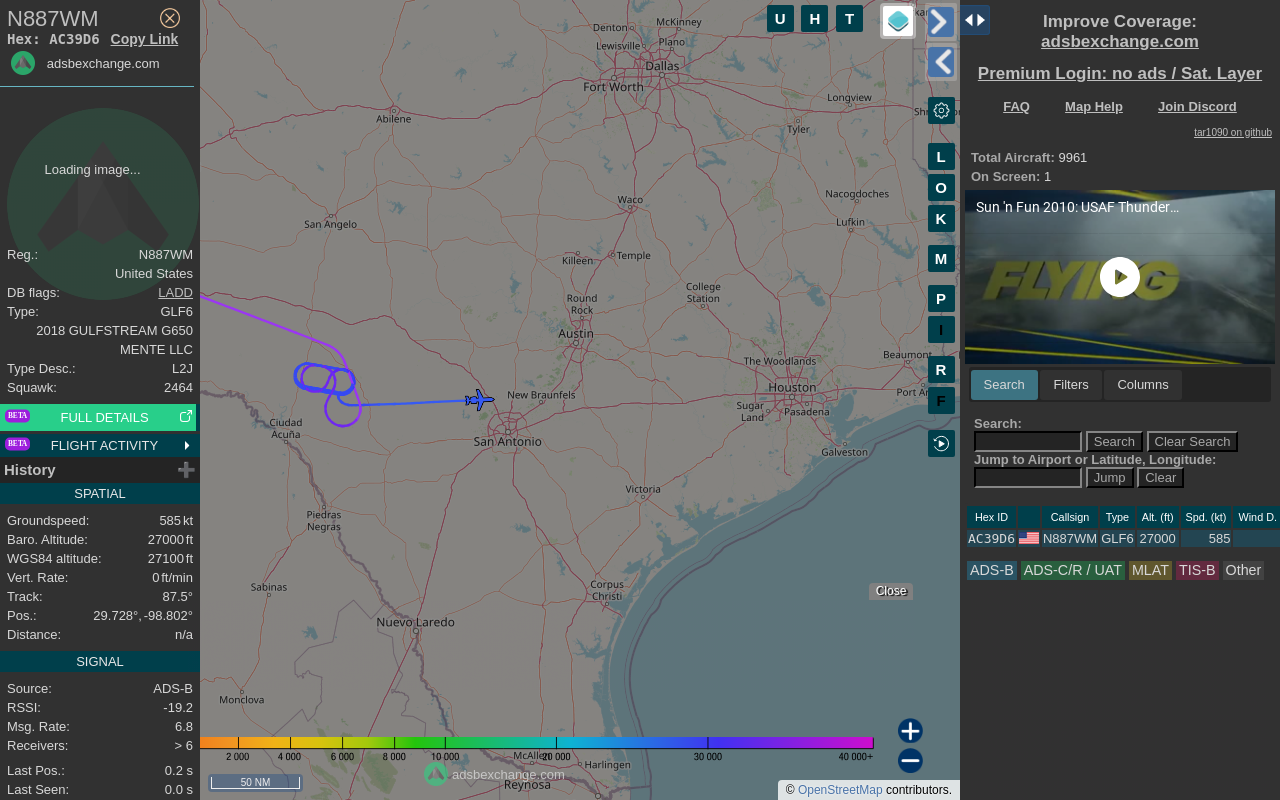 N887WM
Hex: AC39D6 Copy Link
adsbexchange.com
Loading image...
Reg.: N887WM
United States
DB flags: LADD
Type: GLF6
2018 GULFSTREAM G650
MENTE LLC
Type Desc.: L2J
Squawk: 2464
BETA FULL DETAILS
BETA FLIGHT ACTIVITY
History
SPATIAL
Groundspeed: 585 kt
Baro. Altitude: 27000 ft
WGS84 altitude: 27100 ft
Vert. Rate: 0 ft/min
Track: 87.5°
Pos.: 29.728°, -98.802°
Distance: n/a
SIGNAL
Source: ADS-B
RSSI: -19.2
Msg. Rate: 6.8
Receivers: > 6
Last Pos.: 0.2 s
Last Seen: 0.0 s
McKinney
Denton
Plano
Lewisville
Dallas
Fort Worth
Longview
Abilene
Tyler
Waco
Nacogdoches
San Angelo
Lufkin
Temple
Killeen
College
Station
Round
Rock
Austin
The Woodlands
Beaumont
Houston
New Braunfels
Sugar
Land
Pasadena
Port Ar
Ciudad
Acuña
San Antonio
Galveston
Victoria
Piedras
Negras
Sabinas
Corpus
Christi
Nuevo Laredo
Monclova
McAllen
Harlingen
Reynosa
U H T
L
O
K
M
P
I
R
F
Close
2 000 4 000 6 000 8 000 10 000 20 000 30 000 40 000+
adsbexchange.com
50 NM
© OpenStreetMap contributors.
Improve Coverage:
adsbexchange.com
Premium Login: no ads / Sat. Layer
FAQ Map Help Join Discord
tar1090 on github
Total Aircraft: 9961
On Screen: 1
Sun 'n Fun 2010: USAF Thunder...
FLYING
Search Filters Columns
Search:
Search Clear Search
Jump to Airport or Latitude, Longitude:
Jump Clear
Hex ID Callsign Type Alt. (ft) Spd. (kt) Wind D.
AC39D6 N887WM GLF6 27000 585
ADS-B ADS-C/R / UAT MLAT TIS-B Other